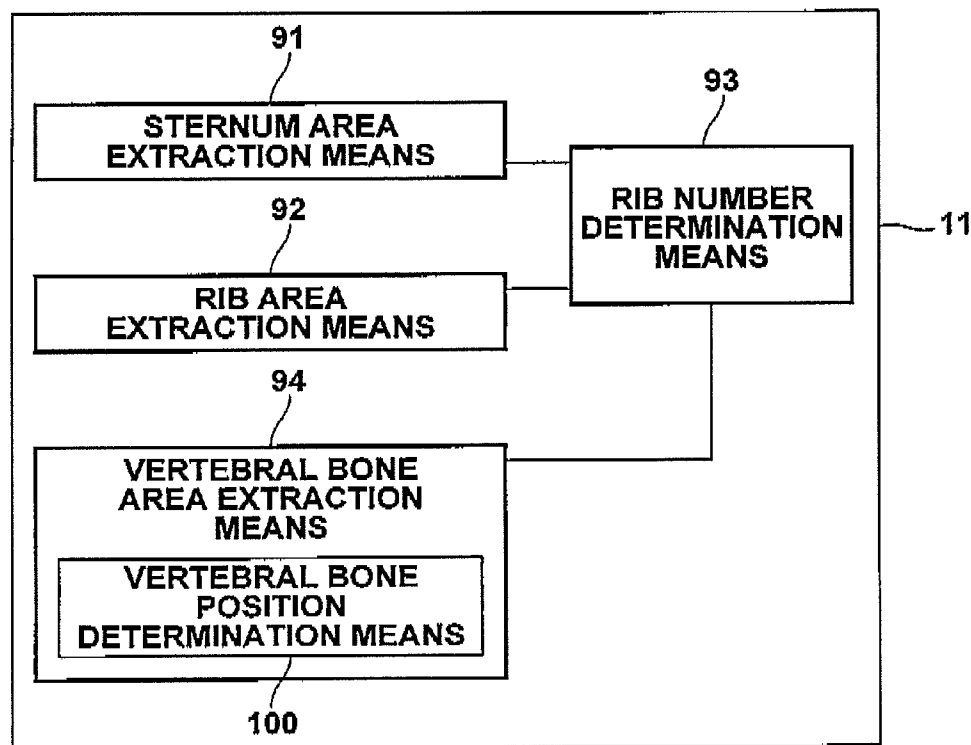 91
STERNUM AREA
EXTRACTION MEANS
93
RIB NUMBER
DETERMINATION
MEANS
11
92
RIB AREA
EXTRACTION MEANS
94
VERTEBRAL BONE
AREA EXTRACTION
MEANS
VERTEBRAL BONE
POSITION
DETERMINATION MEANS
100